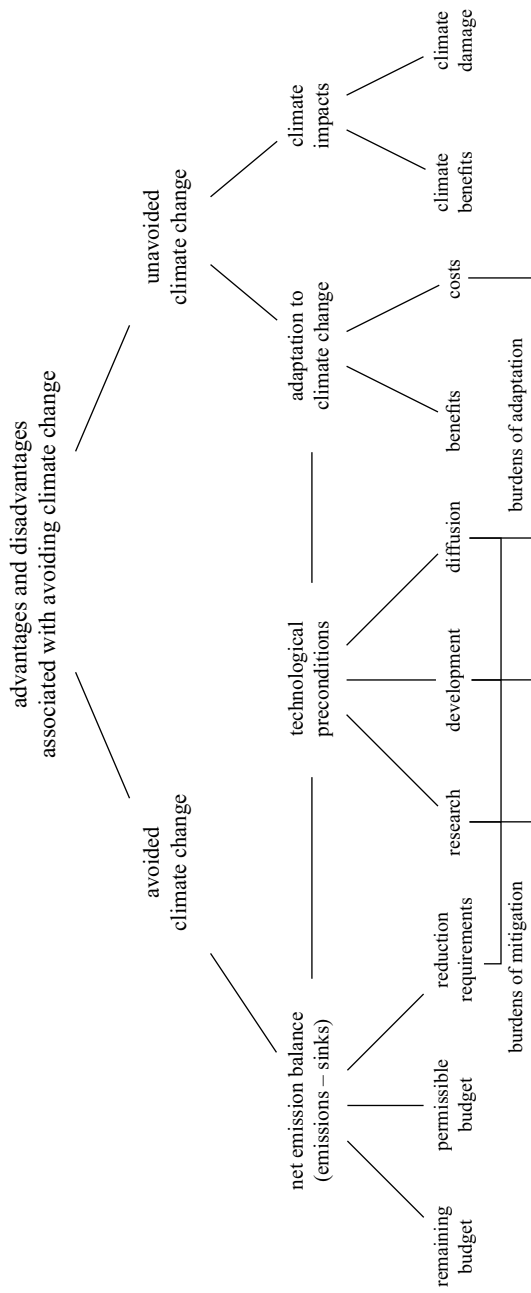 advantages and disadvantages
associated with avoiding climate change
avoided
climate change
unavoided
climate change
net emission balance
(emissions – sinks)
technological
preconditions
adaptation to
climate change
climate
impacts
remaining
budget
permissible
budget
reduction
requirements
research
development
diffusion
benefits
costs
climate
benefits
climate
damage
burdens of mitigation
burdens of adaptation